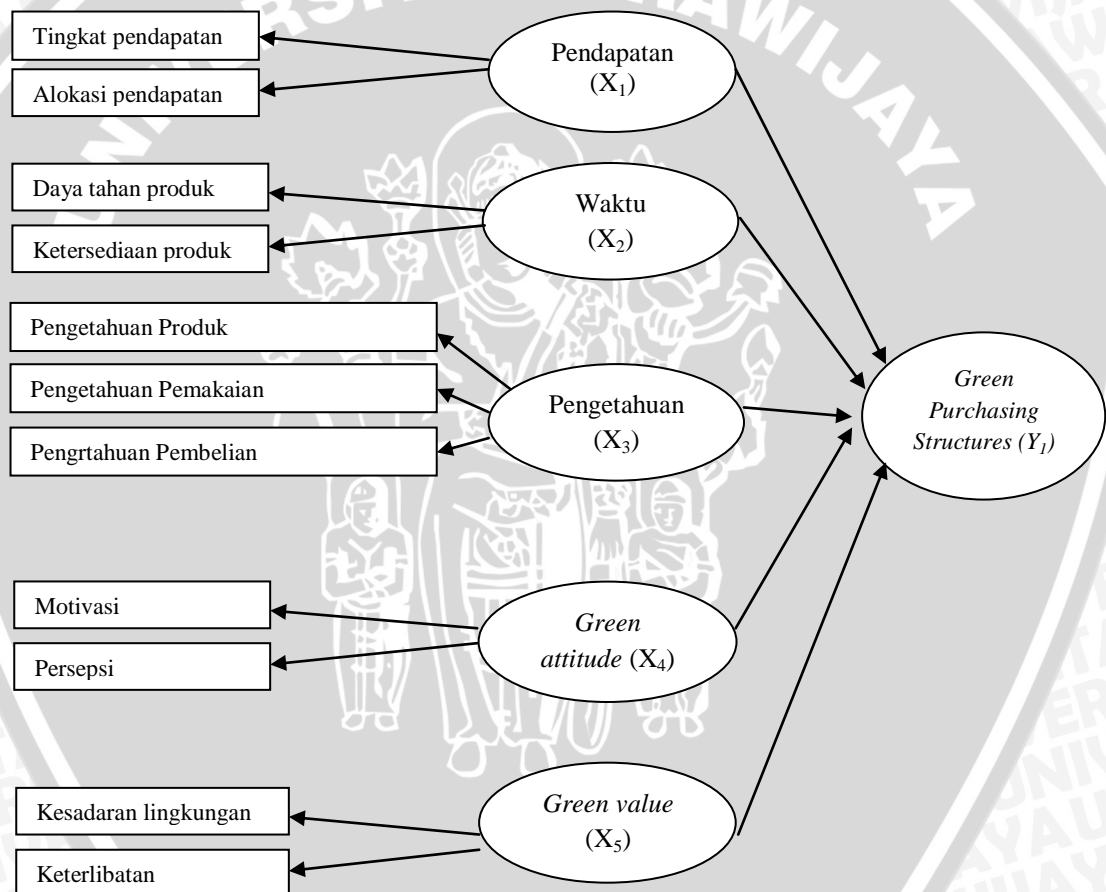 Tingkat pendapatan
Alokasi pendapatan
Pendapatan
(X₁)
Daya tahan produk
Ketersediaan produk
Waktu
(X₂)
Pengetahuan Produk
Pengetahuan Pemakaian
Pengrtahuan Pembelian
Pengetahuan
(X₃)
Green
Purchasing
Structures (Y₁)
Motivasi
Persepsi
Green
attitude (X₄)
Kesadaran lingkungan
Keterlibatan
Green value
(X₅)